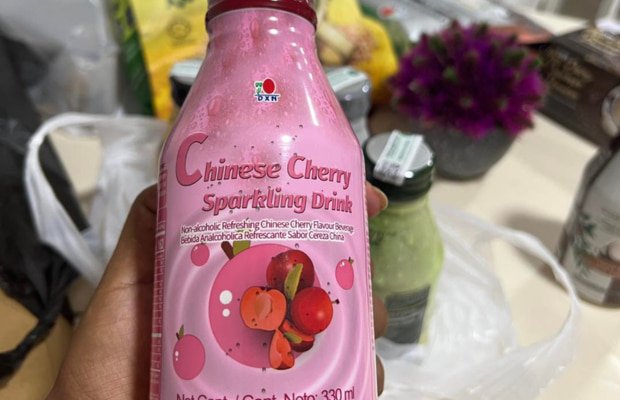 DXN
Chinese Cherry
Sparkling Drink
Non-alcoholic Refreshing Chinese Cherry Flavour Beverage
Bebida Analcoholica Refrescante Sabor Cereza China
Net Cont. / Cont. Neto: 330 ml